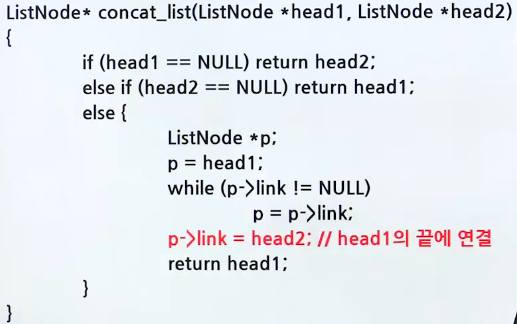 ListNode* concat_list(ListNode *head1, ListNode *head2)
{
if (head1 == NULL) return head2;
else if (head2 == NULL) return head1;
else {
ListNode *p;
p = head1;
while (p->link != NULL)
p = p->link;
p->link = head2; // head1의 끝에 연결
return head1;
}
}